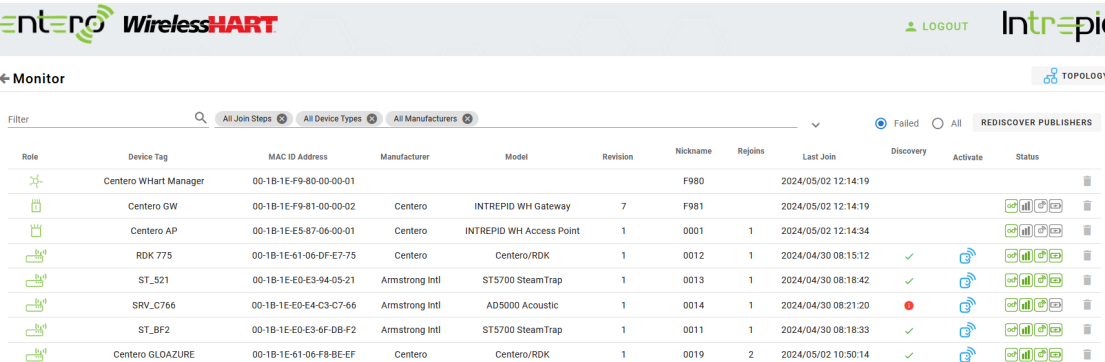 entero WirelessHART LOGOUT Intrepid
Monitor TOPOLOGY
Filter All Join Steps All Device Types All Manufacturers Failed All REDISCOVER PUBLISHERS
Role Device Tag MAC ID Address Manufacturer Model Revision Nickname Rejoins Last Join Discovery Activate Status
Centero WHart Manager 00-1B-1E-F9-80-00-00-01 F980 2024/05/02 12:14:19
Centero GW 00-1B-1E-F9-81-00-00-02 Centero INTREPID WH Gateway 7 F981 2024/05/02 12:14:19
Centero AP 00-1B-1E-E5-87-06-00-01 Centero INTREPID WH Access Point 1 0001 1 2024/05/02 12:14:34
RDK 775 00-1B-1E-61-06-DF-E7-75 Centero Centero/RDK 1 0012 1 2024/04/30 08:15:12
ST_521 00-1B-1E-E0-E3-94-05-21 Armstrong Intl ST5700 SteamTrap 1 0013 1 2024/04/30 08:18:42
SRV_C766 00-1B-1E-E0-E4-C3-C7-66 Armstrong Intl AD5000 Acoustic 1 0014 1 2024/04/30 08:21:20
ST_BF2 00-1B-1E-E0-E3-6F-DB-F2 Armstrong Intl ST5700 SteamTrap 1 0011 1 2024/04/30 08:18:33
Centero GLOAZURE 00-1B-1E-61-06-F8-BE-EF Centero Centero/RDK 1 0019 2 2024/05/02 10:50:14